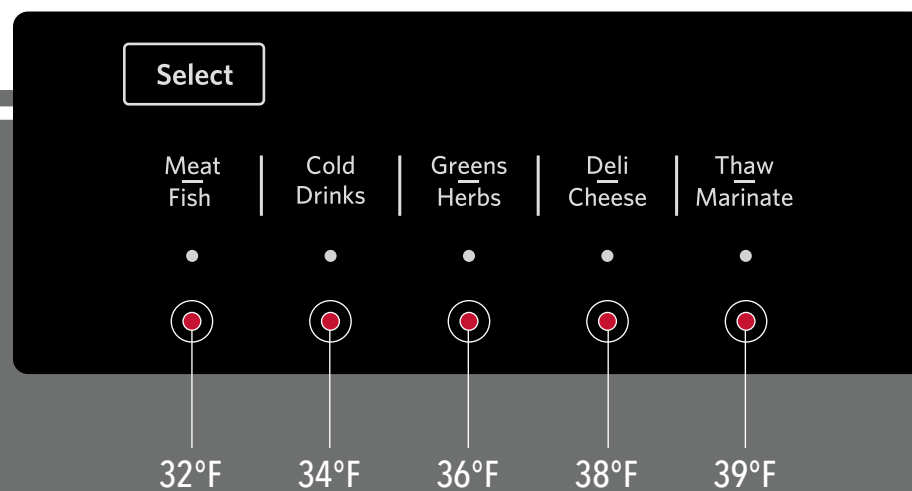 Select
Meat Cold Greens Deli Thaw
Fish Drinks Herbs Cheese Marinate
32°F 34°F 36°F 38°F 39°F